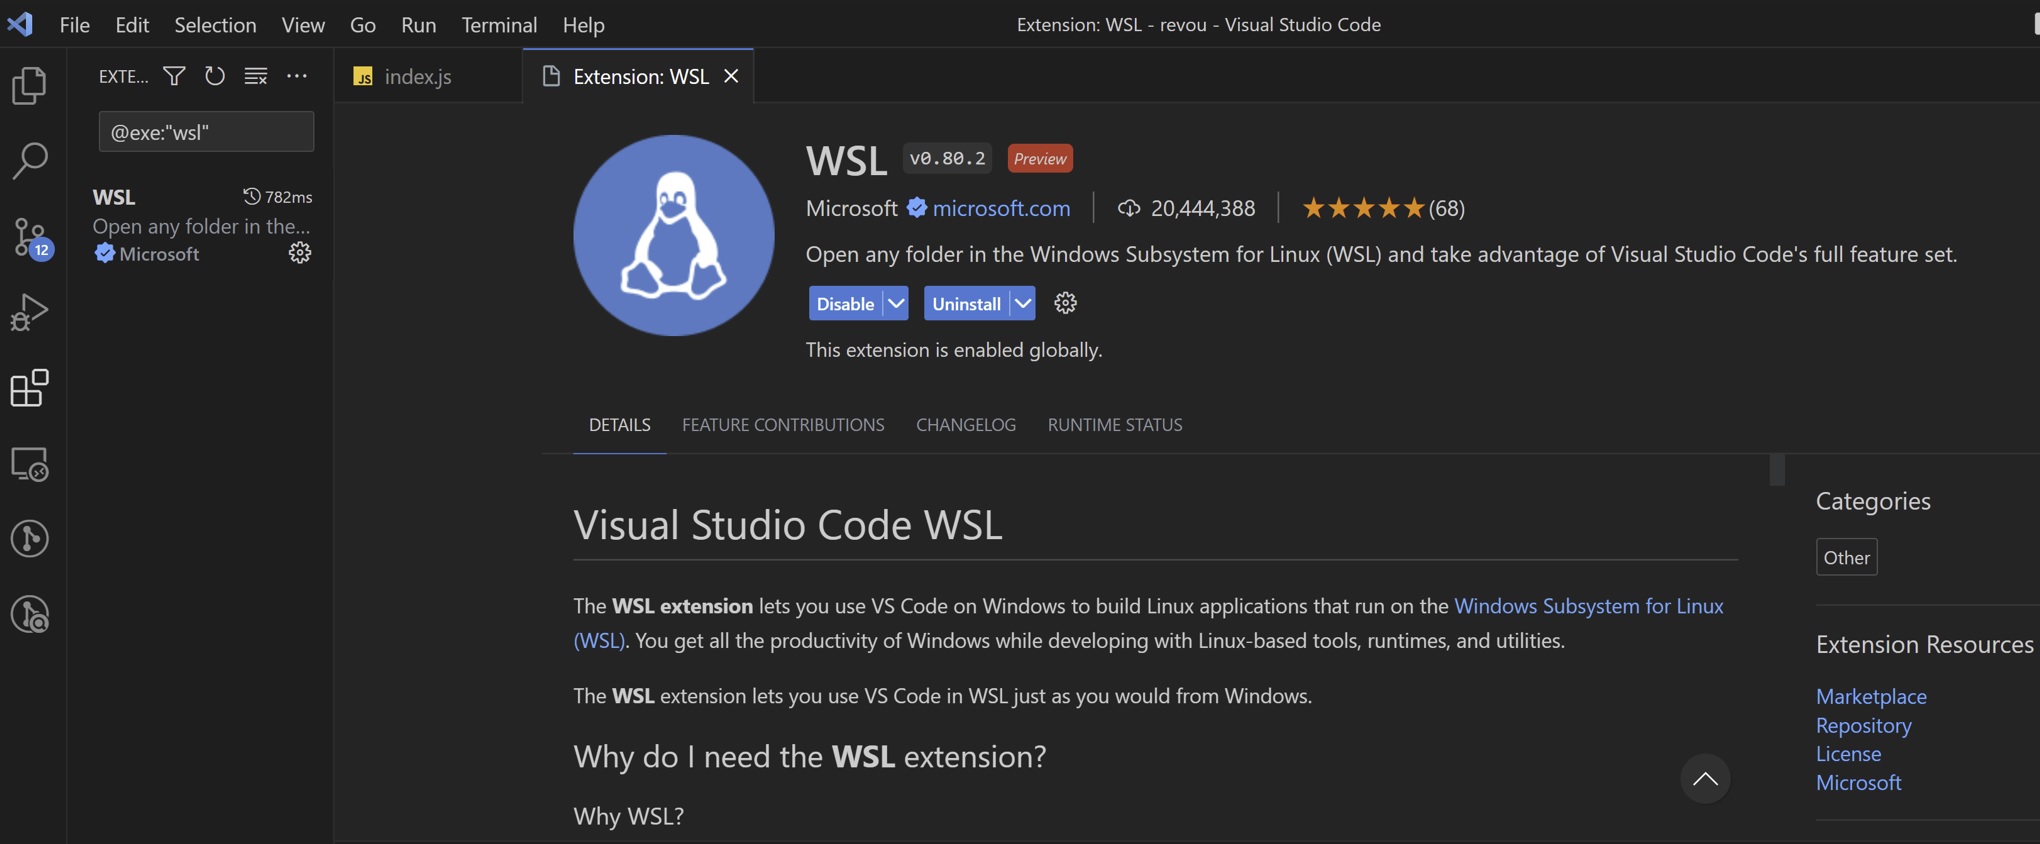 File Edit Selection View Go Run Terminal Help
Extension: WSL - revou - Visual Studio Code
EXTE...
JS index.js
Extension: WSL
@exe:"wsl"
WSL 782ms
Open any folder in the...
Microsoft
12
WSL v0.80.2 Preview
Microsoft microsoft.com 20,444,388 (68)
Open any folder in the Windows Subsystem for Linux (WSL) and take advantage of Visual Studio Code's full feature set.
Disable Uninstall
This extension is enabled globally.
DETAILS FEATURE CONTRIBUTIONS CHANGELOG RUNTIME STATUS
Visual Studio Code WSL
The WSL extension lets you use VS Code on Windows to build Linux applications that run on the Windows Subsystem for Linux
(WSL). You get all the productivity of Windows while developing with Linux-based tools, runtimes, and utilities.
The WSL extension lets you use VS Code in WSL just as you would from Windows.
Why do I need the WSL extension?
Why WSL?
Categories
Other
Extension Resources
Marketplace
Repository
License
Microsoft